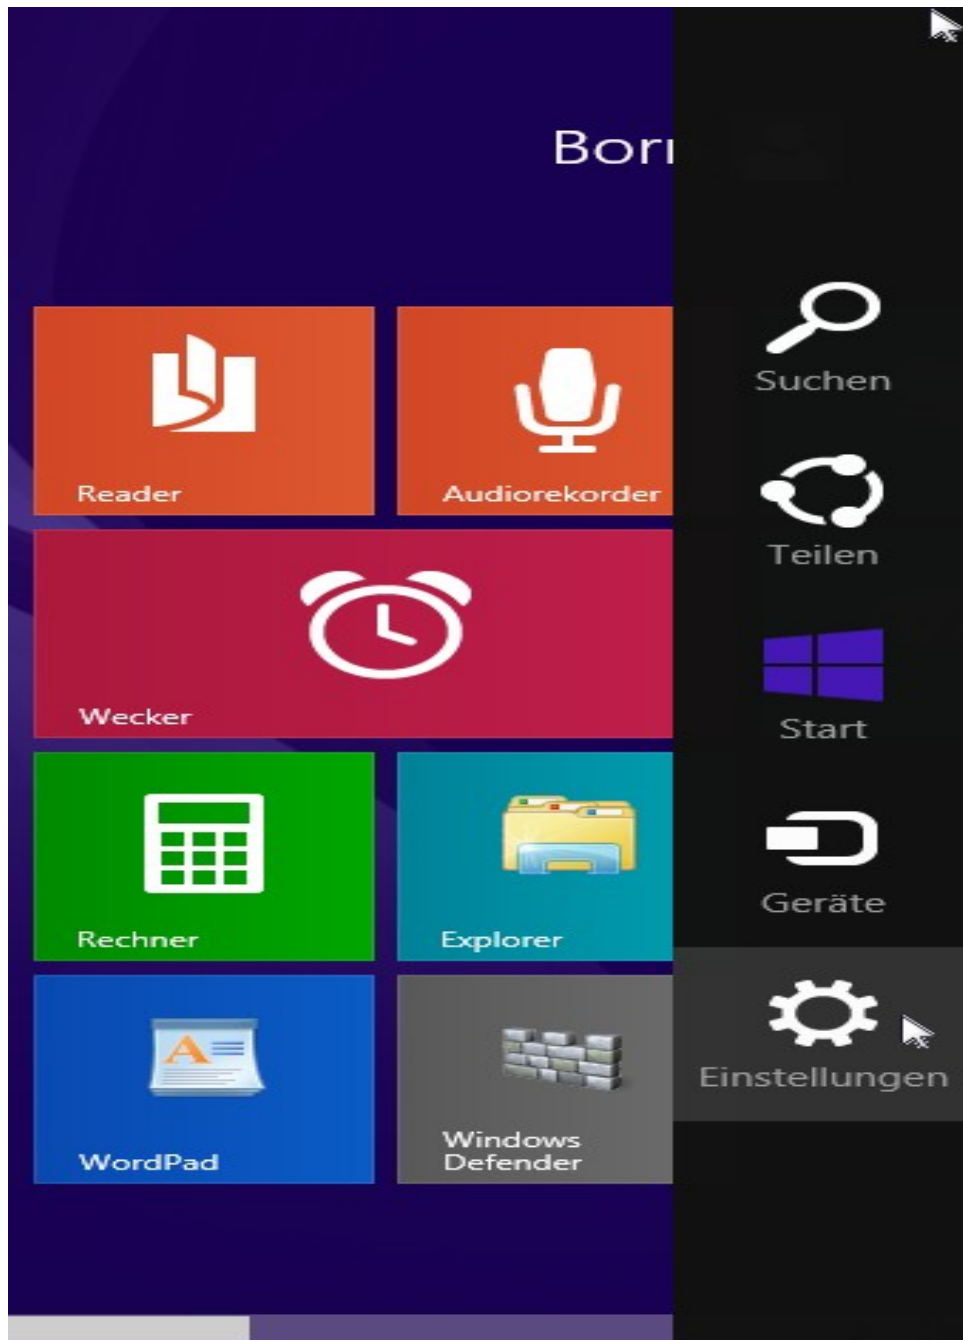 Bor
Suchen
Reader
Audiorekorder
Teilen
Wecker
Start
Rechner
Explorer
Geräte
WordPad
Windows
Defender
Einstellungen